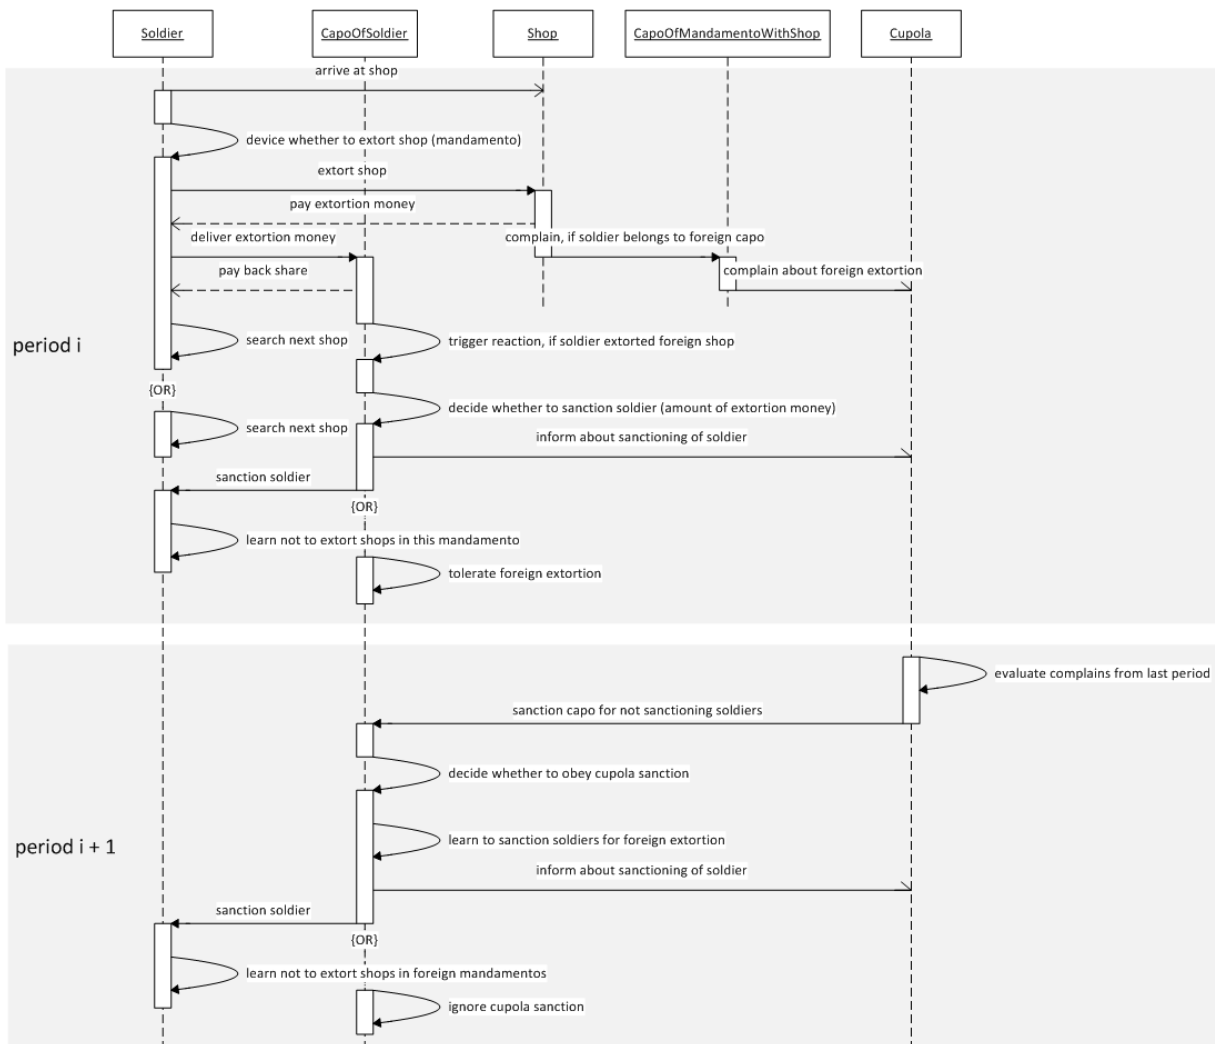 Soldier
CapoOfSoldier
Shop
CapoOfMandamentoWithShop
Cupola
arrive at shop
device whether to extort shop (mandamento)
extort shop
pay extortion money
deliver extortion money
complain, if soldier belongs to foreign capo
pay back share
complain about foreign extortion
period i
search next shop
trigger reaction, if soldier extorted foreign shop
{OR}
decide whether to sanction soldier (amount of extortion money)
search next shop
inform about sanctioning of soldier
sanction soldier
{OR}
learn not to extort shops in this mandamento
tolerate foreign extortion
evaluate complains from last period
sanction capo for not sanctioning soldiers
decide whether to obey cupola sanction
period i + 1
learn to sanction soldiers for foreign extortion
inform about sanctioning of soldier
sanction soldier
{OR}
learn not to extort shops in foreign mandamentos
ignore cupola sanction